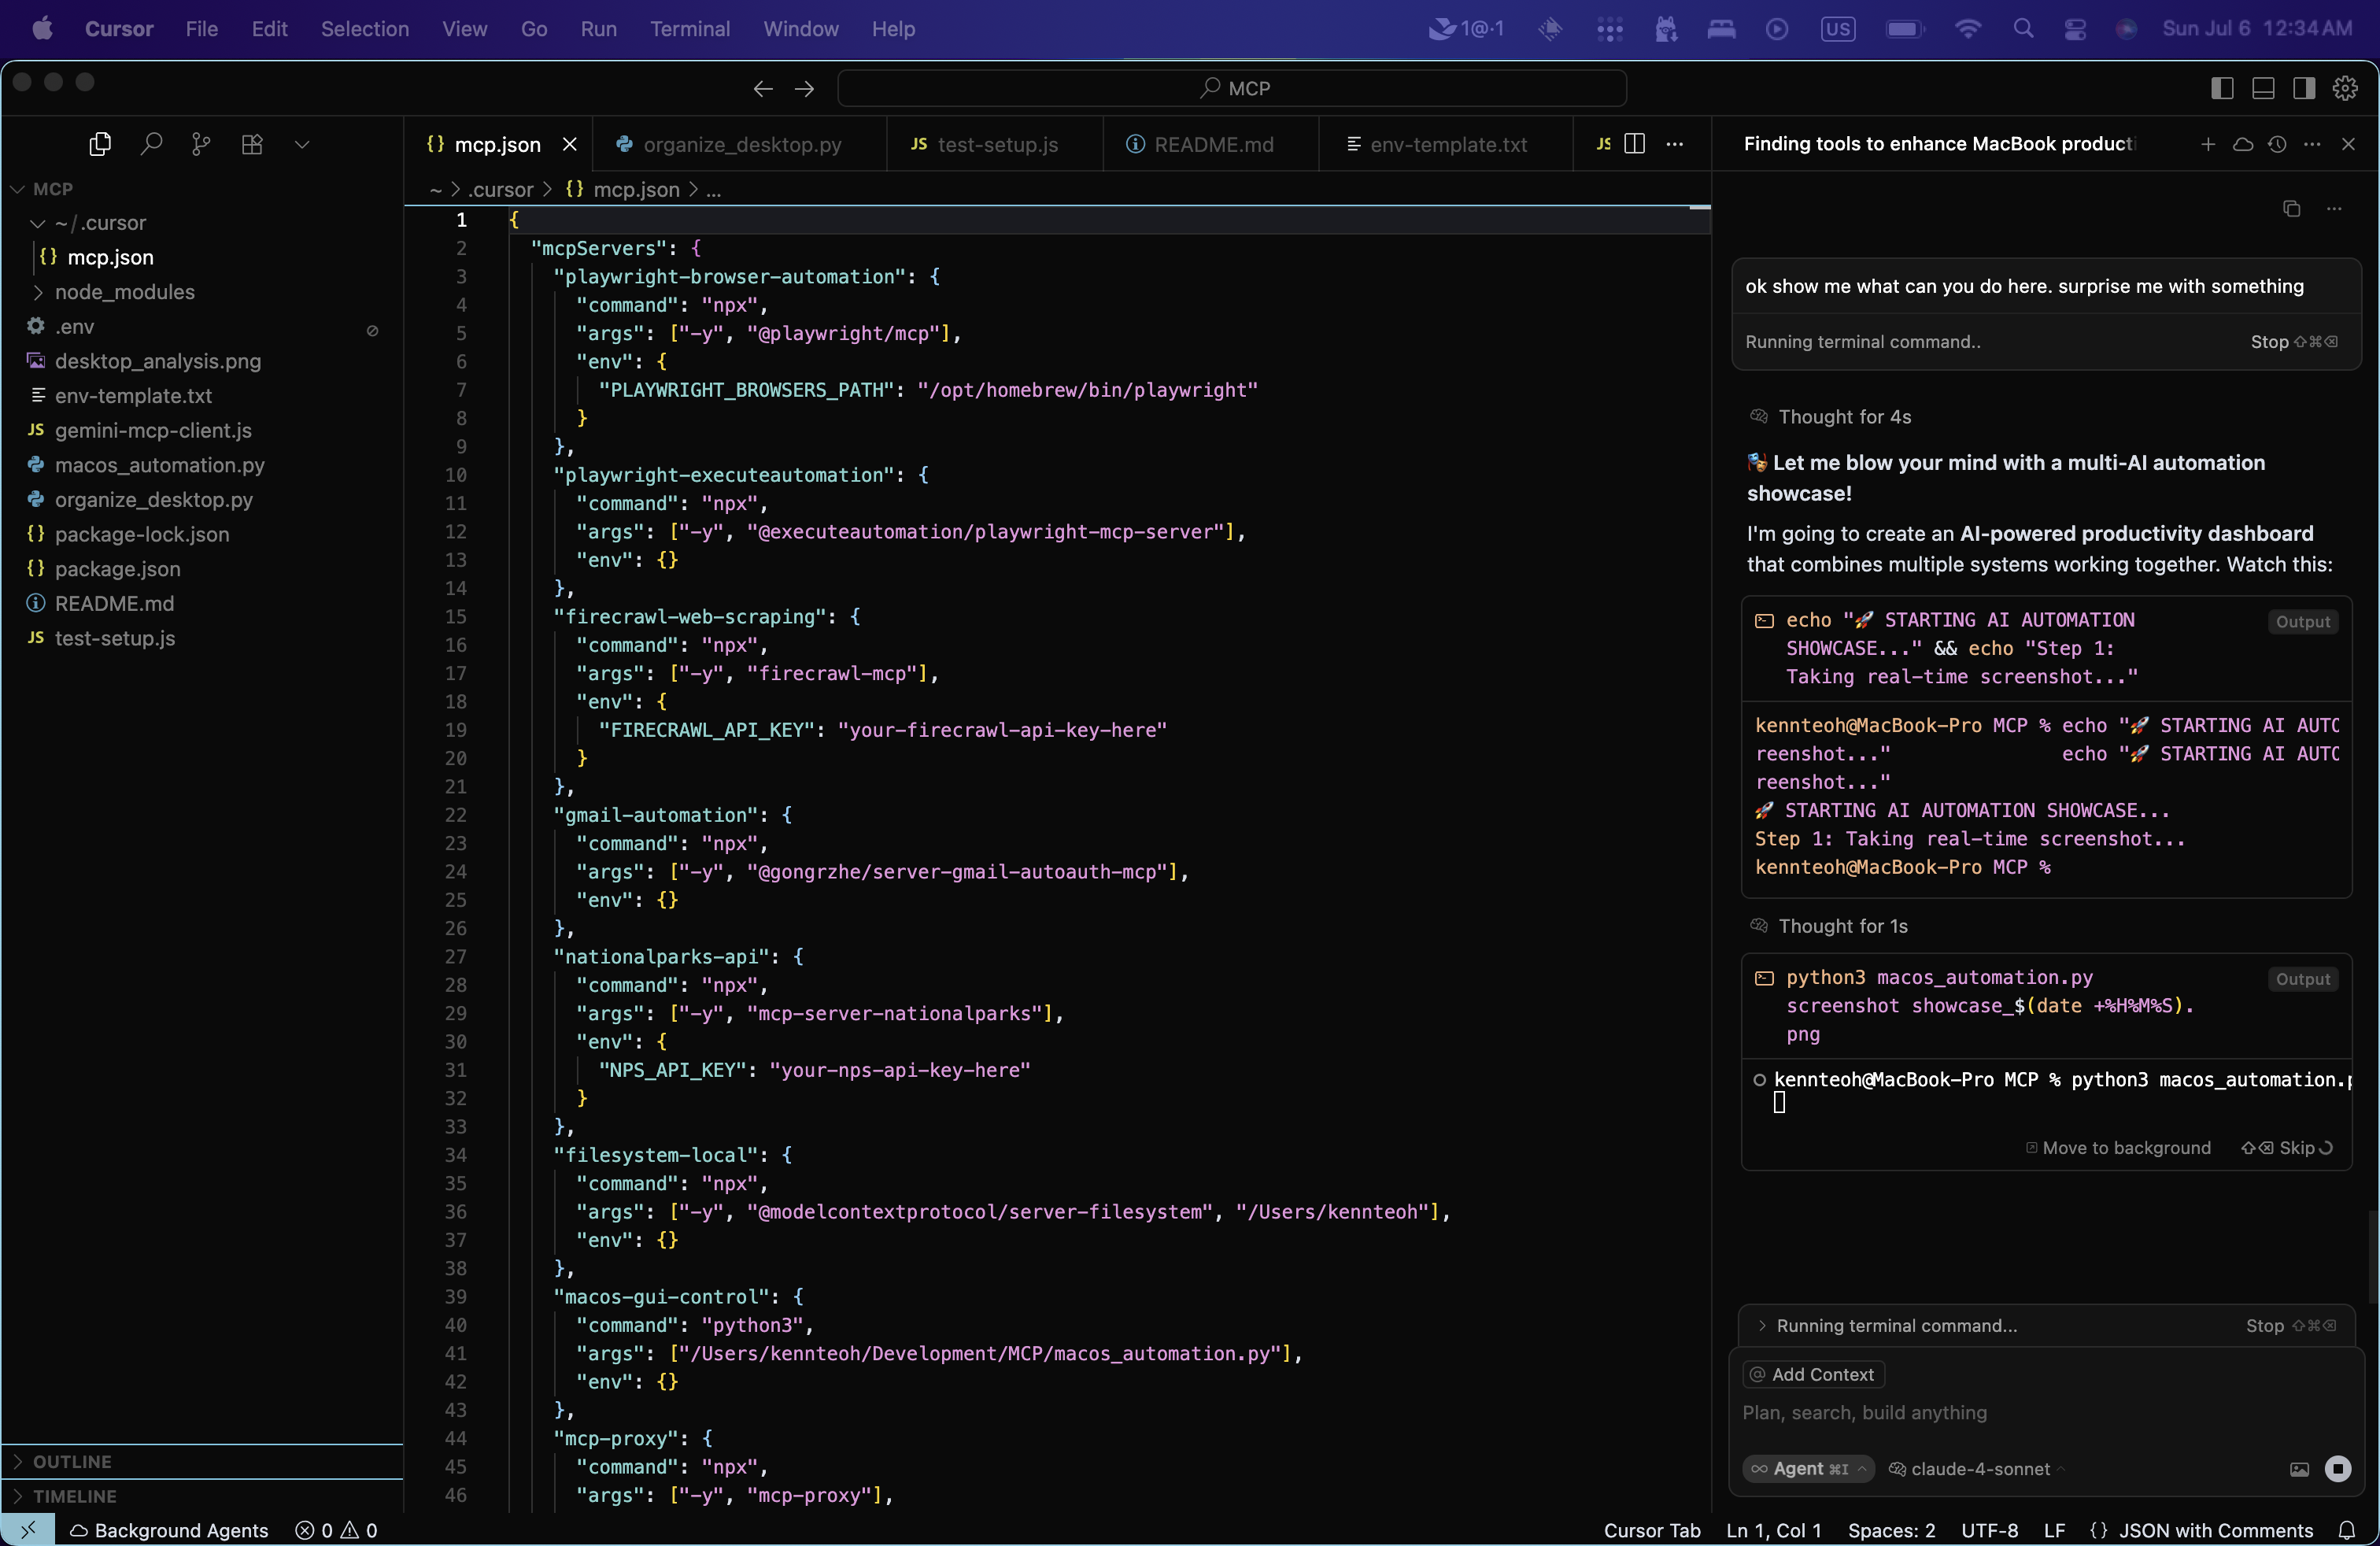 Cursor File Edit Selection View Go Run Terminal Window Help 1@·1 US Sun Jul 6 12:34 AM
MCP
mcp.json organize_desktop.py JS test-setup.js README.md env-template.txt JS
~ > .cursor > {} mcp.json > ...
MCP
~/.cursor
{} mcp.json
node_modules
.env
desktop_analysis.png
env-template.txt
JS gemini-mcp-client.js
macos_automation.py
organize_desktop.py
{} package-lock.json
{} package.json
README.md
JS test-setup.js
OUTLINE
TIMELINE
1 {
2 "mcpServers": {
3 "playwright-browser-automation": {
4 "command": "npx",
5 "args": ["-y", "@playwright/mcp"],
6 "env": {
7 "PLAYWRIGHT_BROWSERS_PATH": "/opt/homebrew/bin/playwright"
8 }
9 },
10 "playwright-executeautomation": {
11 "command": "npx",
12 "args": ["-y", "@executeautomation/playwright-mcp-server"],
13 "env": {}
14 },
15 "firecrawl-web-scraping": {
16 "command": "npx",
17 "args": ["-y", "firecrawl-mcp"],
18 "env": {
19 "FIRECRAWL_API_KEY": "your-firecrawl-api-key-here"
20 }
21 },
22 "gmail-automation": {
23 "command": "npx",
24 "args": ["-y", "@gongrzhe/server-gmail-autoauth-mcp"],
25 "env": {}
26 },
27 "nationalparks-api": {
28 "command": "npx",
29 "args": ["-y", "mcp-server-nationalparks"],
30 "env": {
31 "NPS_API_KEY": "your-nps-api-key-here"
32 }
33 },
34 "filesystem-local": {
35 "command": "npx",
36 "args": ["-y", "@modelcontextprotocol/server-filesystem", "/Users/kennteoh"],
37 "env": {}
38 },
39 "macos-gui-control": {
40 "command": "python3",
41 "args": ["/Users/kennteoh/Development/MCP/macos_automation.py"],
42 "env": {}
43 },
44 "mcp-proxy": {
45 "command": "npx",
46 "args": ["-y", "mcp-proxy"],
Finding tools to enhance MacBook producti
ok show me what can you do here. surprise me with something
Running terminal command.. Stop ⇧⌘⌫
Thought for 4s
🎭 Let me blow your mind with a multi-AI automation
showcase!
I'm going to create an AI-powered productivity dashboard
that combines multiple systems working together. Watch this:
echo "🚀 STARTING AI AUTOMATION Output
SHOWCASE..." && echo "Step 1:
Taking real-time screenshot..."
kennteoh@MacBook-Pro MCP % echo "🚀 STARTING AI AUTO
reenshot..." echo "🚀 STARTING AI AUTO
reenshot..."
🚀 STARTING AI AUTOMATION SHOWCASE...
Step 1: Taking real-time screenshot...
kennteoh@MacBook-Pro MCP %
Thought for 1s
python3 macos_automation.py Output
screenshot showcase_$(date +%H%M%S).
png
kennteoh@MacBook-Pro MCP % python3 macos_automation.p
Move to background ⇧⌫ Skip
Running terminal command... Stop ⇧⌘⌫
@ Add Context
Plan, search, build anything
∞ Agent ⌘I claude-4-sonnet
Background Agents 0 0 Cursor Tab Ln 1, Col 1 Spaces: 2 UTF-8 LF {} JSON with Comments